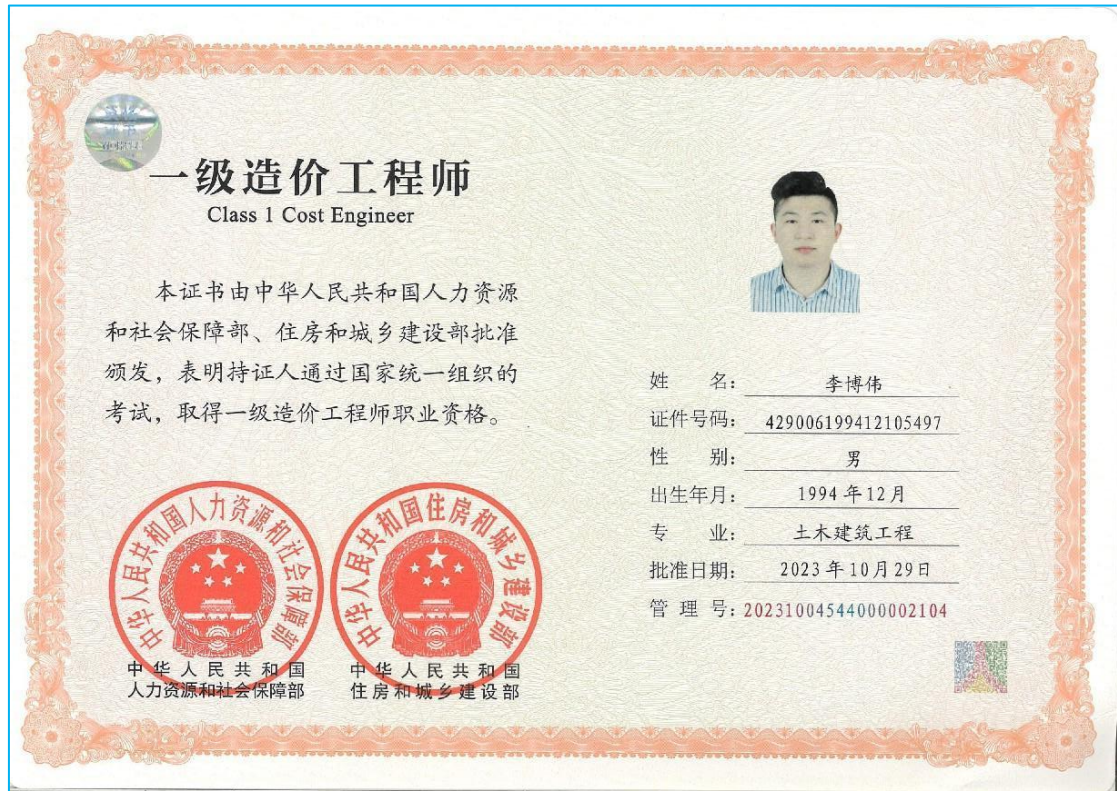 一级造价工程师
Class 1 Cost Engineer
本证书由中华人民共和国人力资源
和社会保障部、住房和城乡建设部批准
颁发，表明持证人通过国家统一组织的
考试，取得一级造价工程师职业资格。
中华人民共和国人力资源和社会保障部
中华人民共和国
人力资源和社会保障部
中华人民共和国住房和城乡建设部
中华人民共和国
住房和城乡建设部
姓 名： 李博伟
证件号码： 429006199412105497
性 别： 男
出生年月： 1994年12月
专 业： 土木建筑工程
批准日期： 2023年10月29日
管 理 号：20231004544000002104